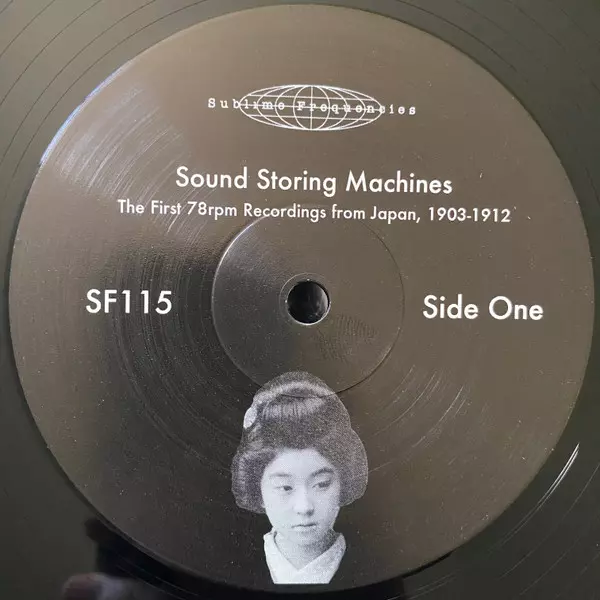 Sublime Frequencies
Sound Storing Machines
The First 78rpm Recordings from Japan, 1903-1912
SF115
Side One